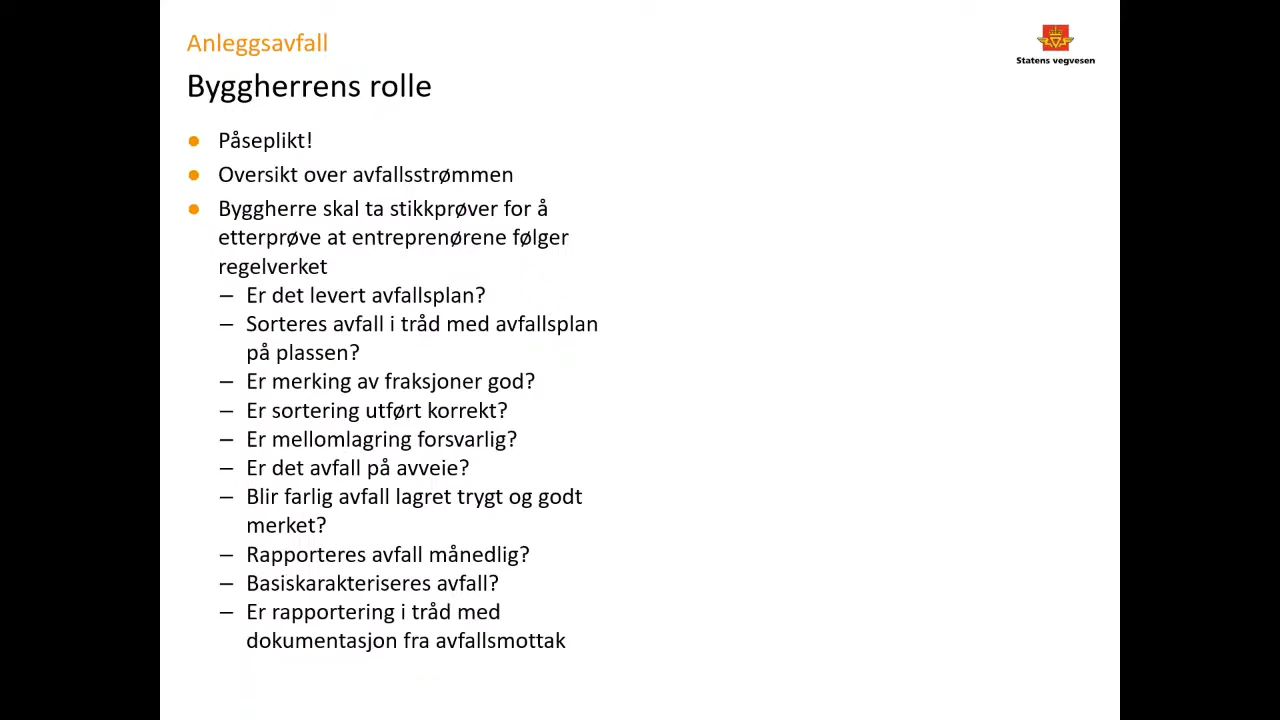 Anleggsavfall
Statens vegvesen
Byggherrens rolle
● Påseplikt!
● Oversikt over avfallsstrømmen
● Byggherre skal ta stikkprøver for å
etterprøve at entreprenørene følger
regelverket
– Er det levert avfallsplan?
– Sorteres avfall i tråd med avfallsplan
på plassen?
– Er merking av fraksjoner god?
– Er sortering utført korrekt?
– Er mellomlagring forsvarlig?
– Er det avfall på avveie?
– Blir farlig avfall lagret trygt og godt
merket?
– Rapporteres avfall månedlig?
– Basiskarakteriseres avfall?
– Er rapportering i tråd med
dokumentasjon fra avfallsmottak